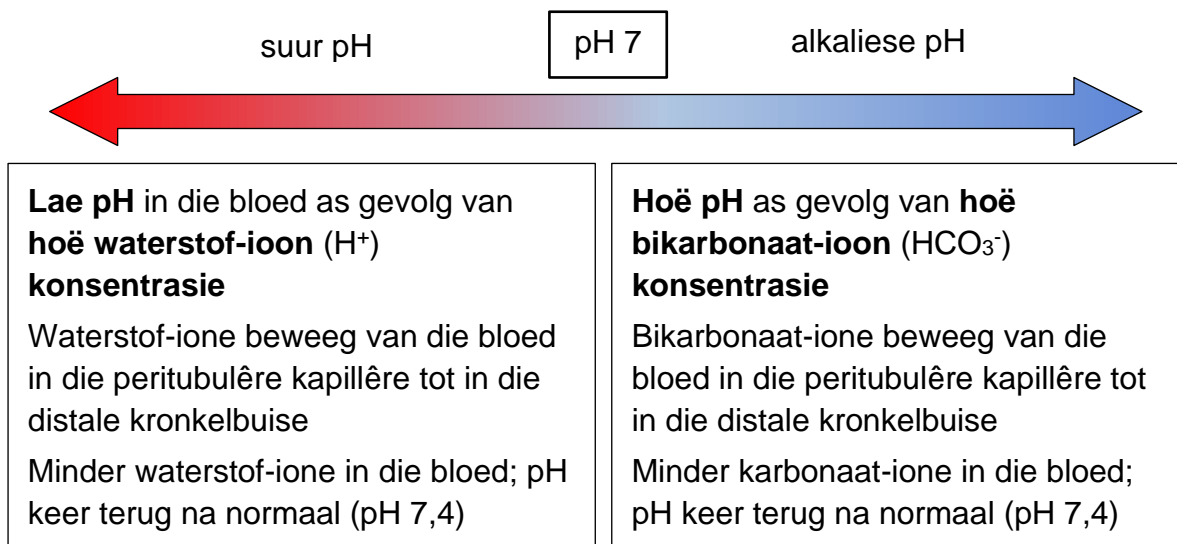 suur pH
pH 7
alkaliese pH
Lae pH in die bloed as gevolg van
hoë waterstof-ioon (H⁺)
konsentrasie
Waterstof-ione beweeg van die bloed
in die peritubulêre kapillêre tot in die
distale kronkelbuise
Minder waterstof-ione in die bloed; pH
keer terug na normaal (pH 7,4)
Hoë pH as gevolg van hoë
bikarbonaat-ioon (HCO₃⁻)
konsentrasie
Bikarbonaat-ione beweeg van die
bloed in die peritubulêre kapillêre tot
in die distale kronkelbuise
Minder karbonaat-ione in die bloed;
pH keer terug na normaal (pH 7,4)